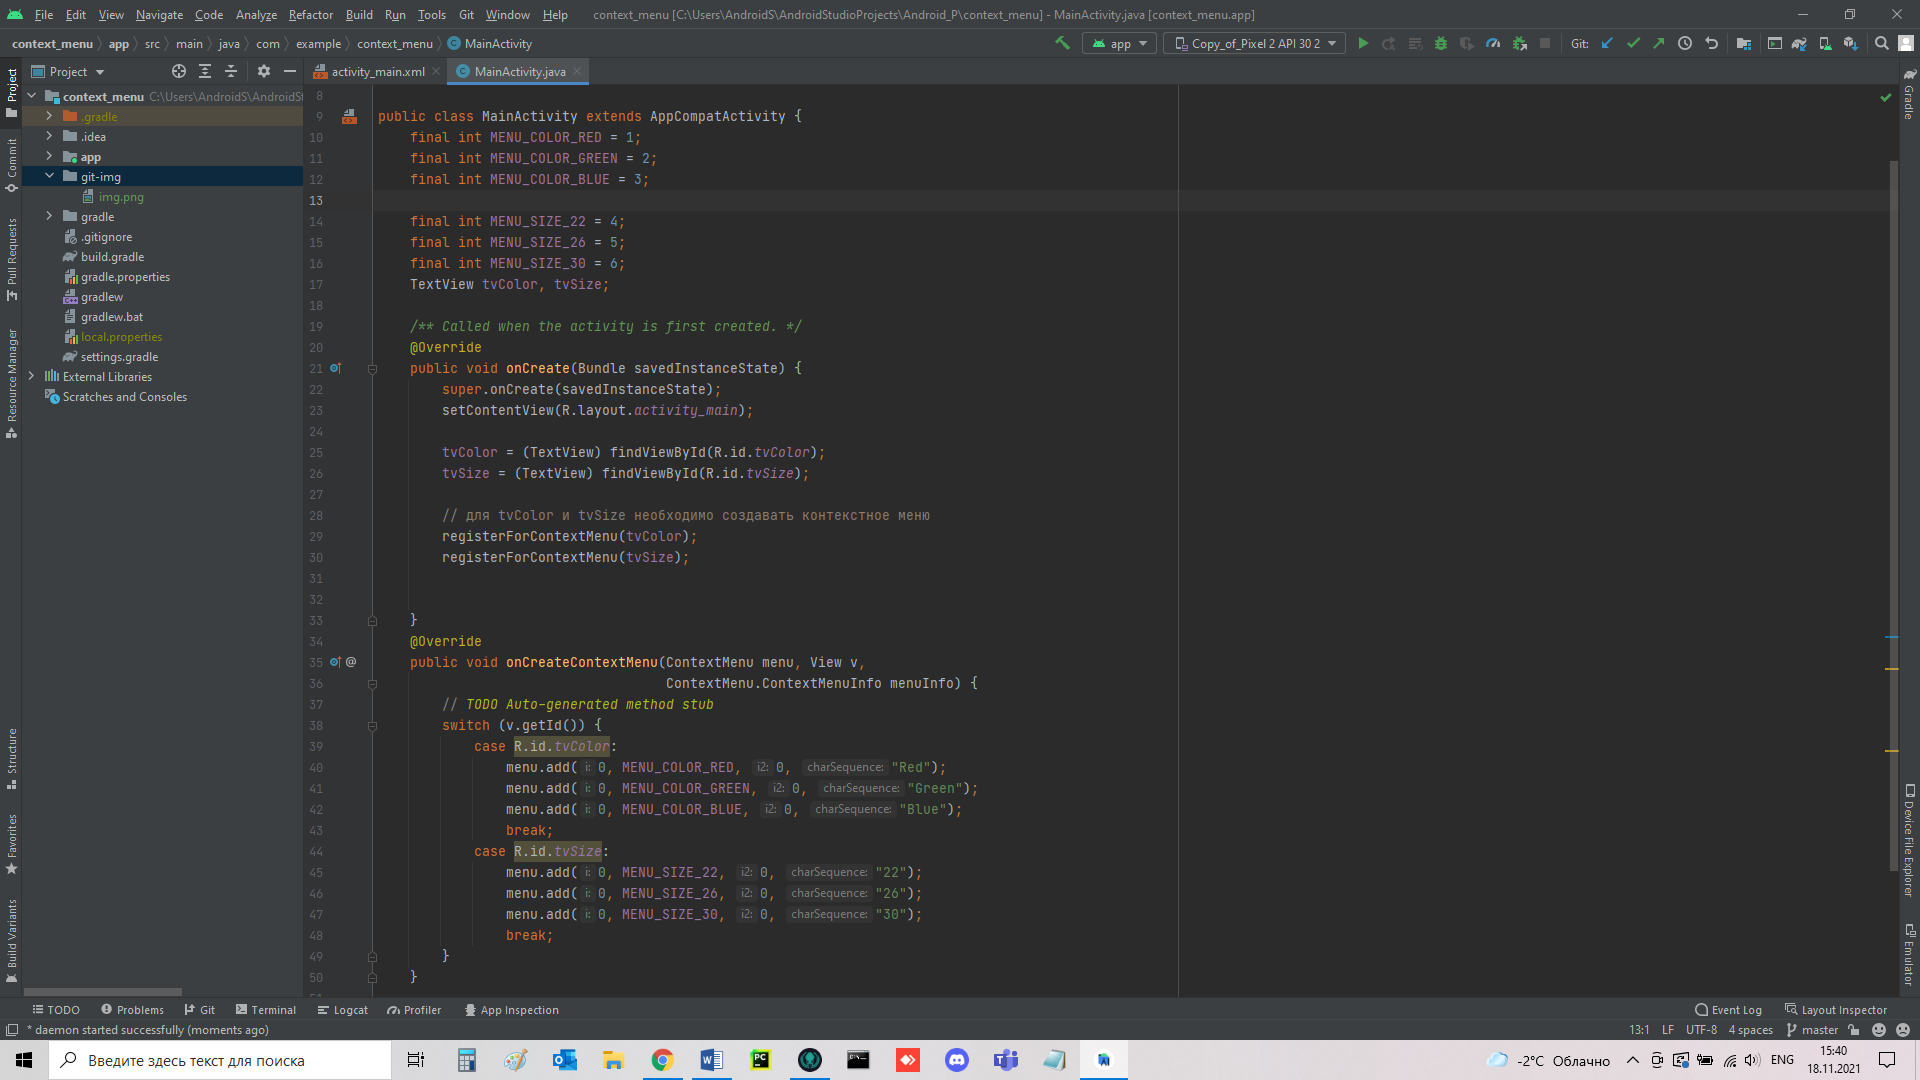 File Edit View Navigate Code Analyze Refactor Build Run Tools Git Window Help context_menu [C:\Users\AndroidS\AndroidStudioProjects\Android_P\context_menu] - MainActivity.java [context_menu.app]
context_menu app src main java com example context_menu MainActivity app Copy_of_Pixel 2 API 30 2 Git:
Project activity_main.xml MainActivity.java
context_menu C:\Users\AndroidS\AndroidSt
.gradle
.idea
app
git-img
img.png
gradle
.gitignore
build.gradle
gradle.properties
gradlew
gradlew.bat
local.properties
settings.gradle
External Libraries
Scratches and Consoles
Project
Commit
Pull Requests
Resource Manager
Structure
Favorites
Build Variants
8
9 public class MainActivity extends AppCompatActivity {
10 final int MENU_COLOR_RED = 1;
11 final int MENU_COLOR_GREEN = 2;
12 final int MENU_COLOR_BLUE = 3;
13
14 final int MENU_SIZE_22 = 4;
15 final int MENU_SIZE_26 = 5;
16 final int MENU_SIZE_30 = 6;
17 TextView tvColor, tvSize;
18
19 /** Called when the activity is first created. */
20 @Override
21 public void onCreate(Bundle savedInstanceState) {
22 super.onCreate(savedInstanceState);
23 setContentView(R.layout.activity_main);
24
25 tvColor = (TextView) findViewById(R.id.tvColor);
26 tvSize = (TextView) findViewById(R.id.tvSize);
27
28 // для tvColor и tvSize необходимо создавать контекстное меню
29 registerForContextMenu(tvColor);
30 registerForContextMenu(tvSize);
31
32
33 }
34 @Override
35 @ public void onCreateContextMenu(ContextMenu menu, View v,
36 ContextMenu.ContextMenuInfo menuInfo) {
37 // TODO Auto-generated method stub
38 switch (v.getId()) {
39 case R.id.tvColor:
40 menu.add( i: 0, MENU_COLOR_RED, i2: 0, charSequence: "Red");
41 menu.add( i: 0, MENU_COLOR_GREEN, i2: 0, charSequence: "Green");
42 menu.add( i: 0, MENU_COLOR_BLUE, i2: 0, charSequence: "Blue");
43 break;
44 case R.id.tvSize:
45 menu.add( i: 0, MENU_SIZE_22, i2: 0, charSequence: "22");
46 menu.add( i: 0, MENU_SIZE_26, i2: 0, charSequence: "26");
47 menu.add( i: 0, MENU_SIZE_30, i2: 0, charSequence: "30");
48 break;
49 }
50 }
Gradle
Device File Explorer
Emulator
TODO Problems Git Terminal Logcat Profiler App Inspection Event Log Layout Inspector
* daemon started successfully (moments ago) 13:1 LF UTF-8 4 spaces master
Введите здесь текст для поиска -2°C Облачно ENG 15:40
18.11.2021